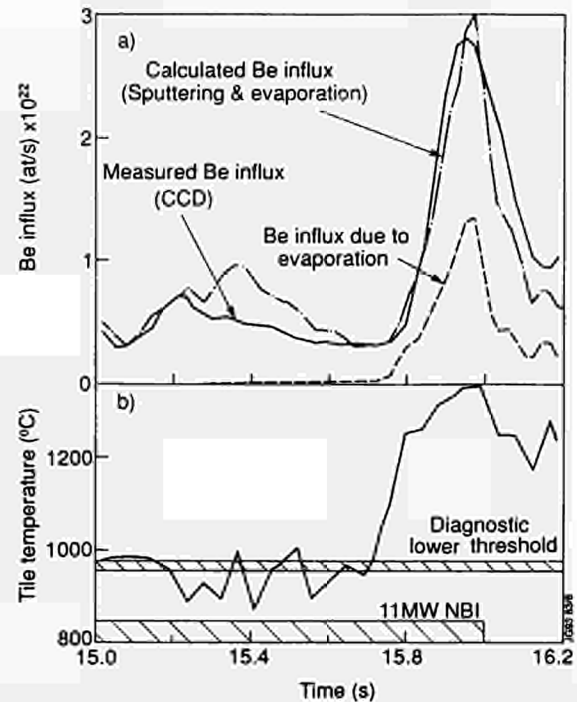 3
a)
Calculated Be influx
(Sputtering & evaporation)
Be influx (at/s) x10²²
2
Measured Be influx
(CCD)
Be influx due to
evaporation
1
0
b)
Tile temperature (ºC)
1200
Diagnostic
lower threshold
1000
11MW NBI
800
15.0
15.4
15.8
16.2
Time (s)